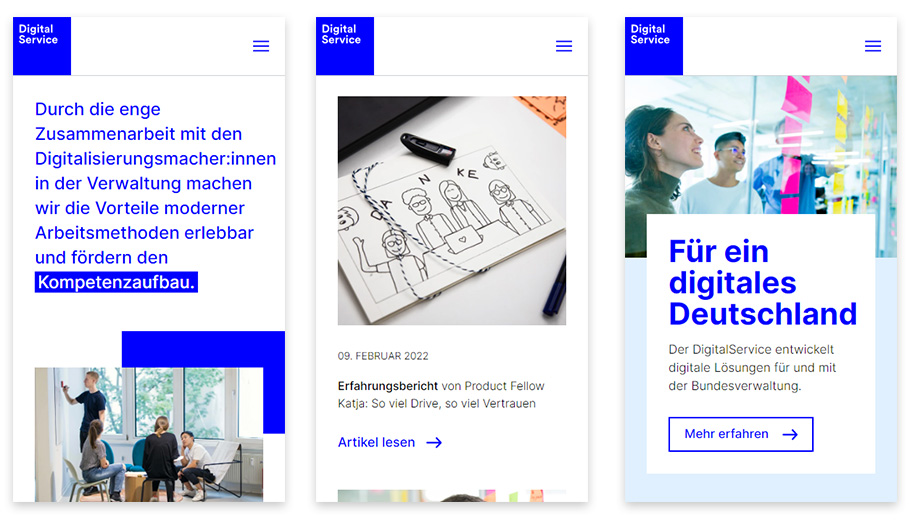 Digital
Service
Durch die enge
Zusammenarbeit mit den
Digitalisierungsmacher:innen
in der Verwaltung machen
wir die Vorteile moderner
Arbeitsmethoden erlebbar
und fördern den
Kompetenzaufbau.
Digital
Service
DANKE
09. FEBRUAR 2022
Erfahrungsbericht von Product Fellow
Katja: So viel Drive, so viel Vertrauen
Artikel lesen →
Digital
Service
Für ein
digitales
Deutschland
Der DigitalService entwickelt
digitale Lösungen für und mit
der Bundesverwaltung.
Mehr erfahren →